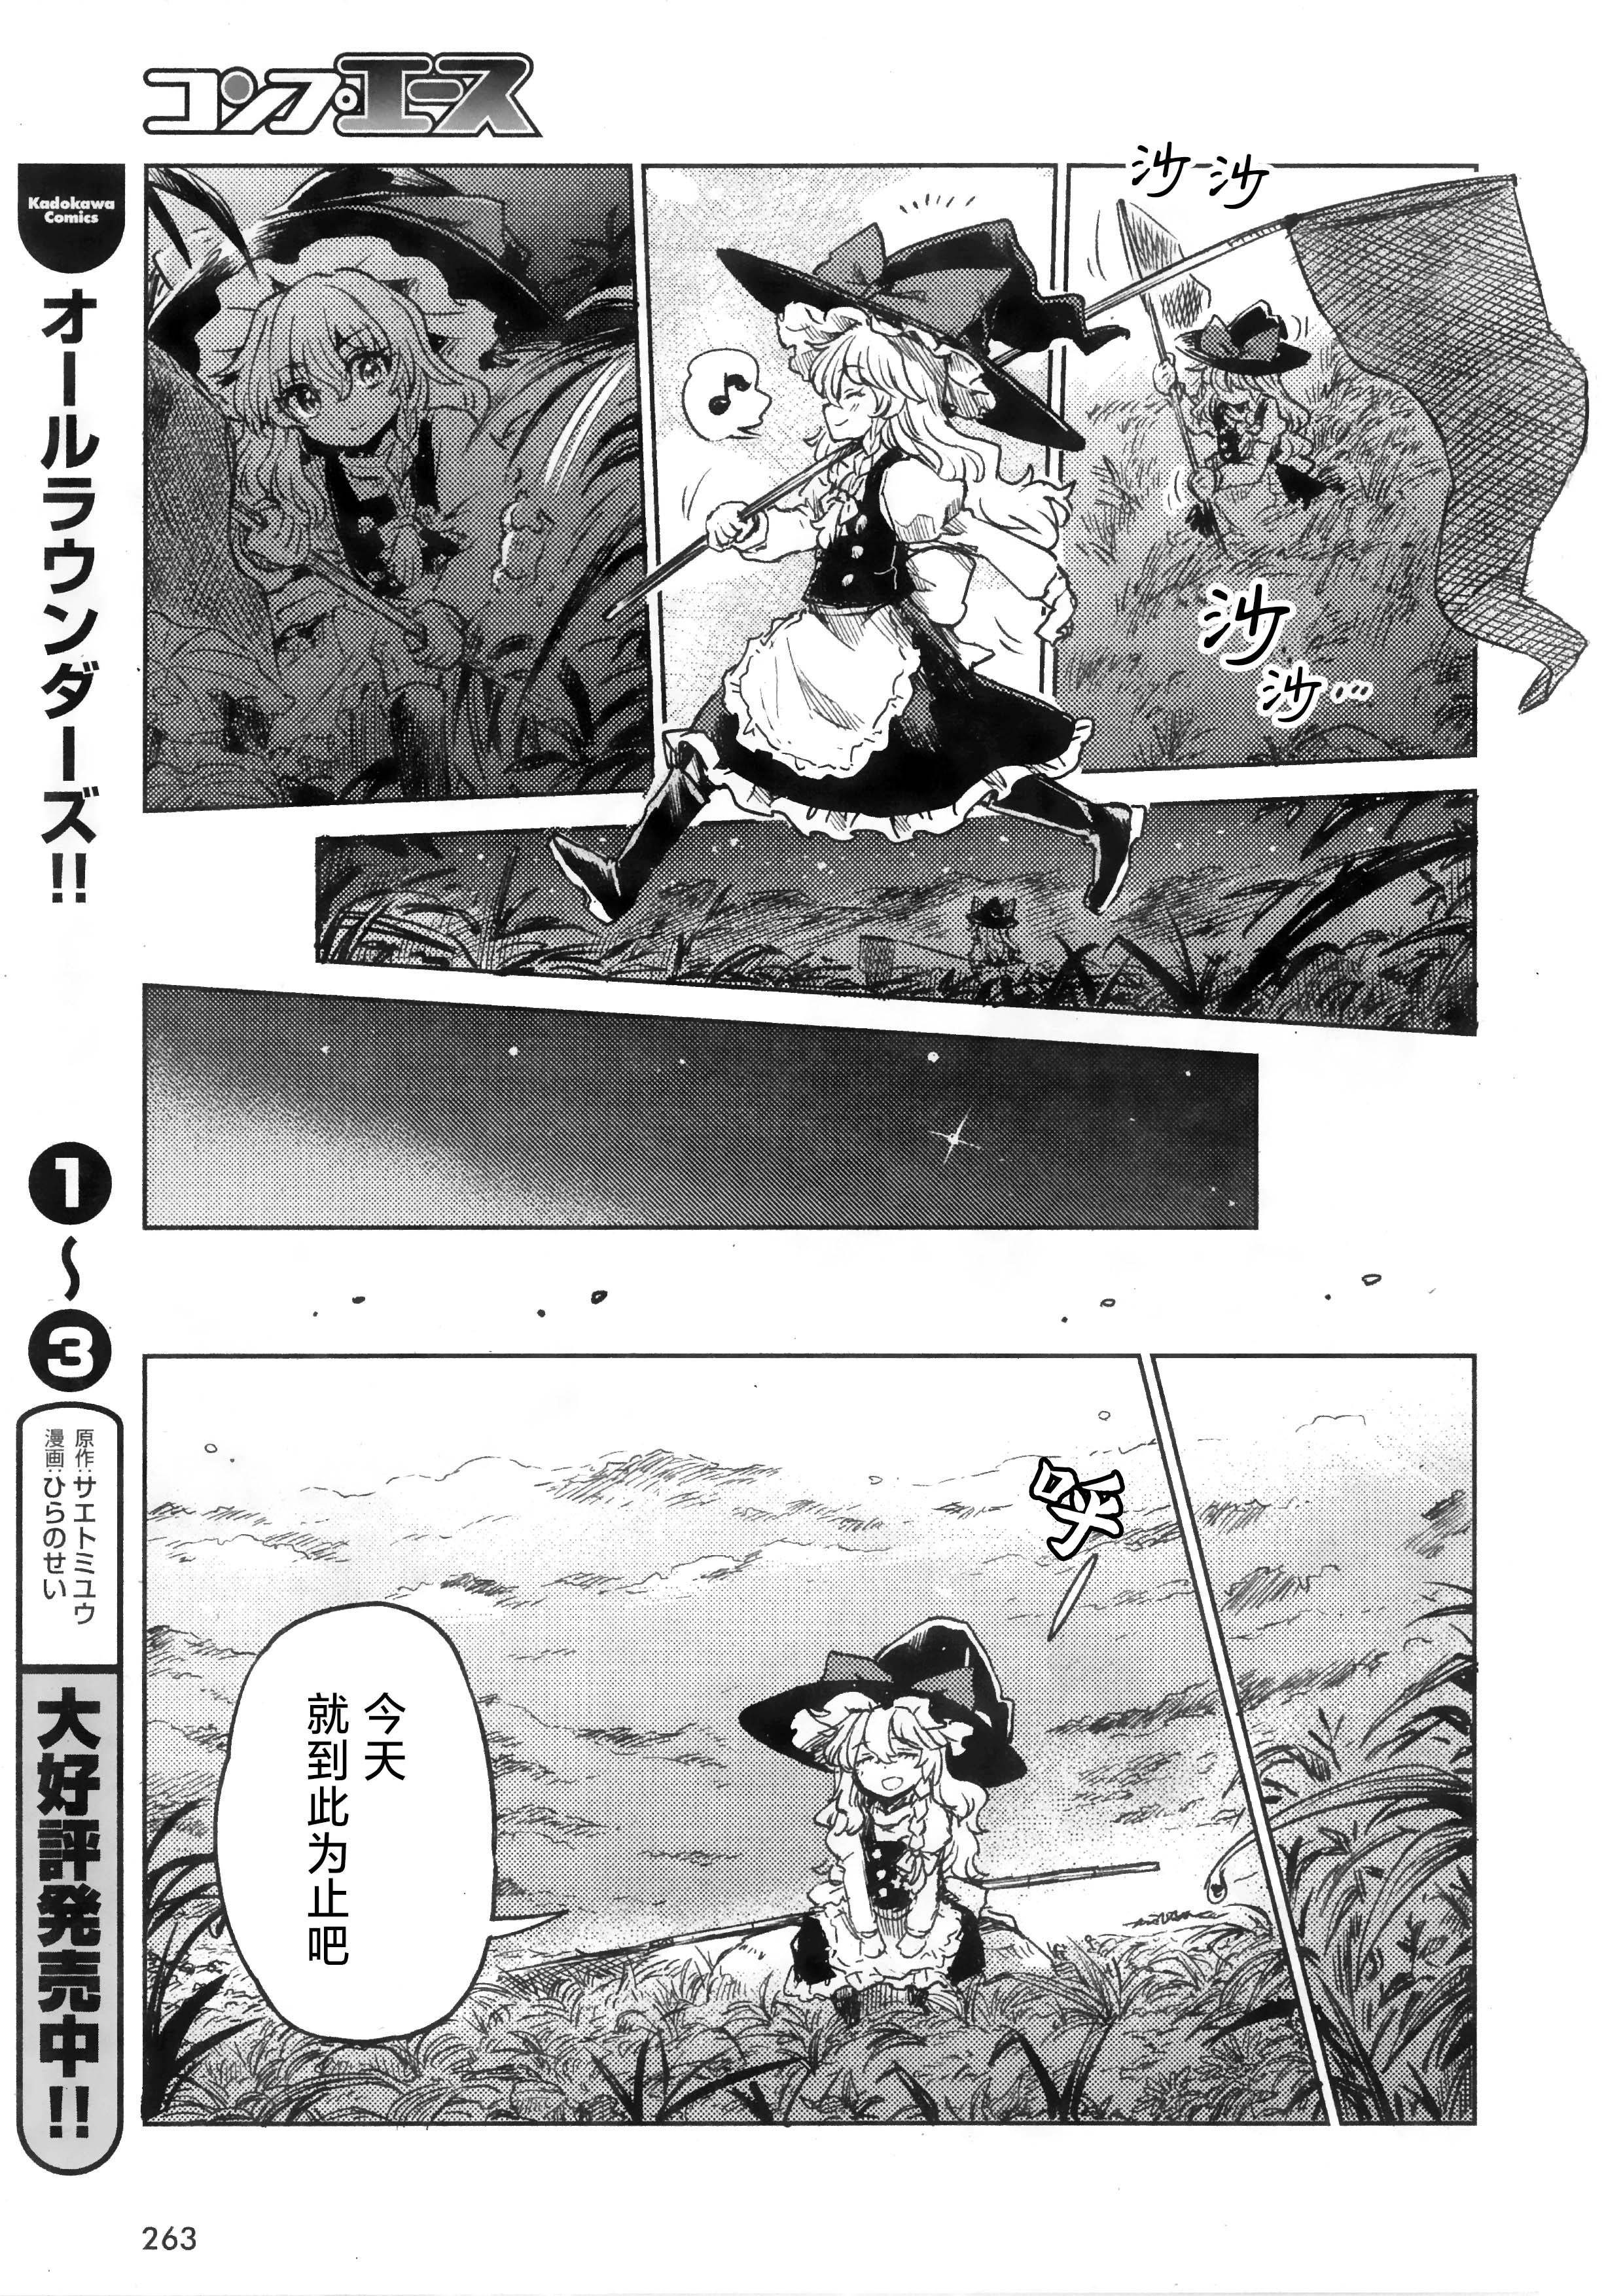 コンプ・エース
Kadokawa
Comics
オールラウンダーズ!!
1～3
原作:サエトミユウ
漫画:ひらのせい
大好評発売中!!
沙 沙
沙
沙…
呼
今天
就到此为止吧
263